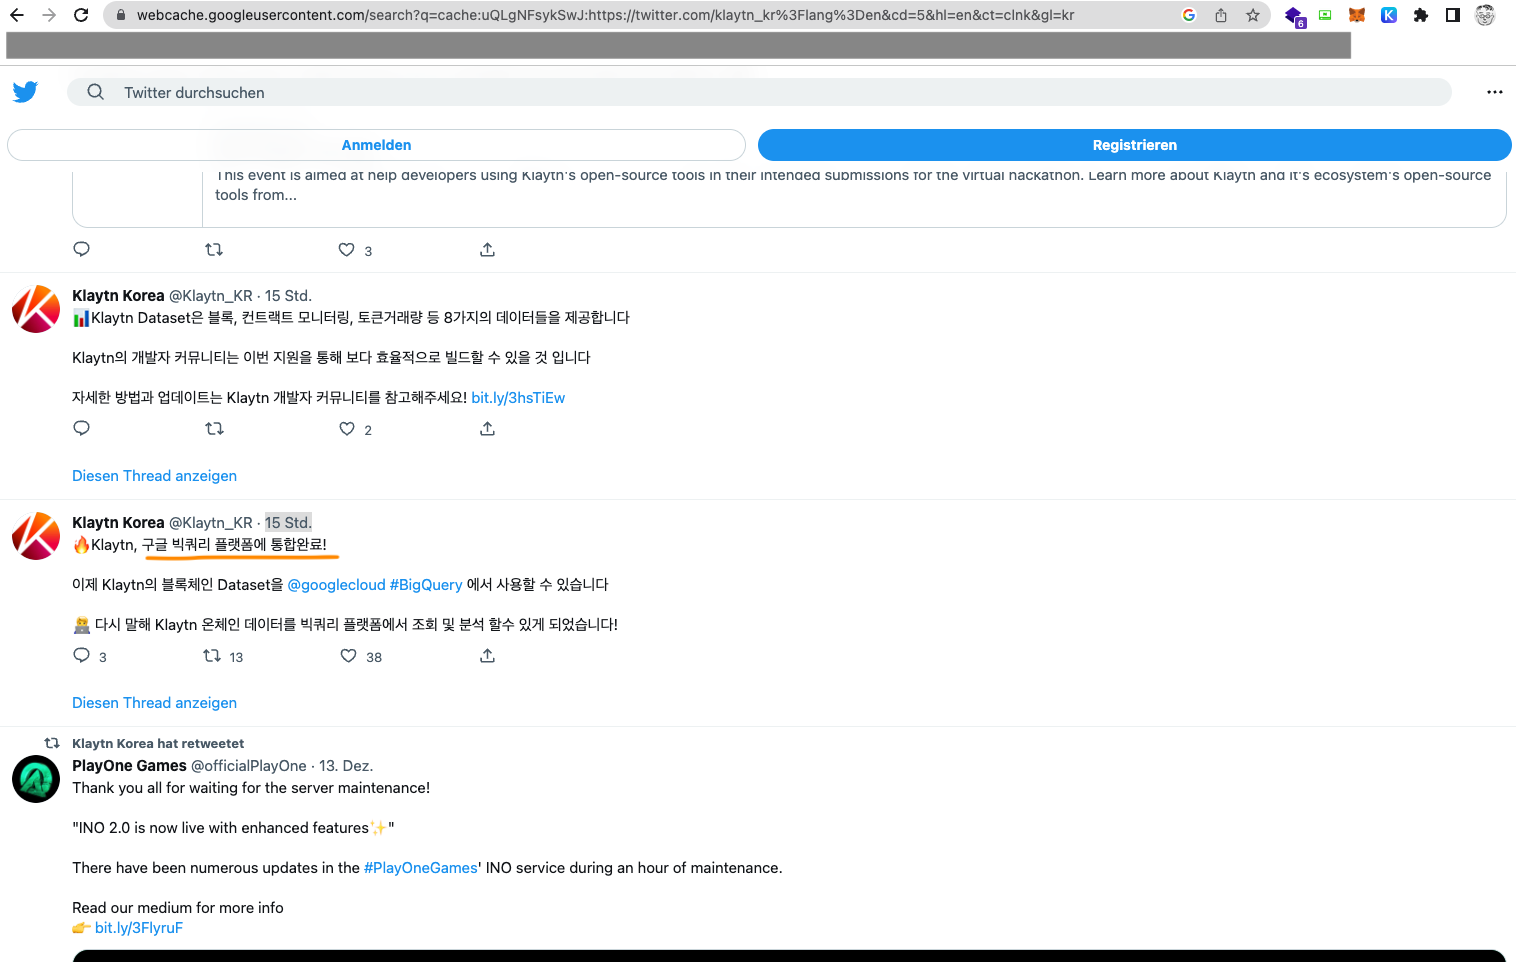 webcache.googleusercontent.com/search?q=cache:uQLgNFsykSwJ:https://twitter.com/klaytn_kr%3Flang%3Den&cd=5&hl=en&ct=clnk&gl=kr
6
Twitter durchsuchen
Anmelden
Registrieren
This event is aimed at help developers using Klaytn's open-source tools in their intended submissions for the virtual hackathon. Learn more about Klaytn and it's ecosystem's open-source
tools from...
3
Klaytn Korea @Klaytn_KR · 15 Std.
📊Klaytn Dataset은 블록, 컨트랙트 모니터링, 토큰거래량 등 8가지의 데이터들을 제공합니다
Klaytn의 개발자 커뮤니티는 이번 지원을 통해 보다 효율적으로 빌드할 수 있을 것 입니다
자세한 방법과 업데이트는 Klaytn 개발자 커뮤니티를 참고해주세요! bit.ly/3hsTiEw
2
Diesen Thread anzeigen
Klaytn Korea @Klaytn_KR · 15 Std.
🔥Klaytn, 구글 빅쿼리 플랫폼에 통합완료!
이제 Klaytn의 블록체인 Dataset을 @googlecloud #BigQuery 에서 사용할 수 있습니다
🧑‍💻 다시 말해 Klaytn 온체인 데이터를 빅쿼리 플랫폼에서 조회 및 분석 할수 있게 되었습니다!
3 13 38
Diesen Thread anzeigen
Klaytn Korea hat retweetet
PlayOne Games @officialPlayOne · 13. Dez.
Thank you all for waiting for the server maintenance!
"INO 2.0 is now live with enhanced features✨"
There have been numerous updates in the #PlayOneGames' INO service during an hour of maintenance.
Read our medium for more info
👉 bit.ly/3FlyruF